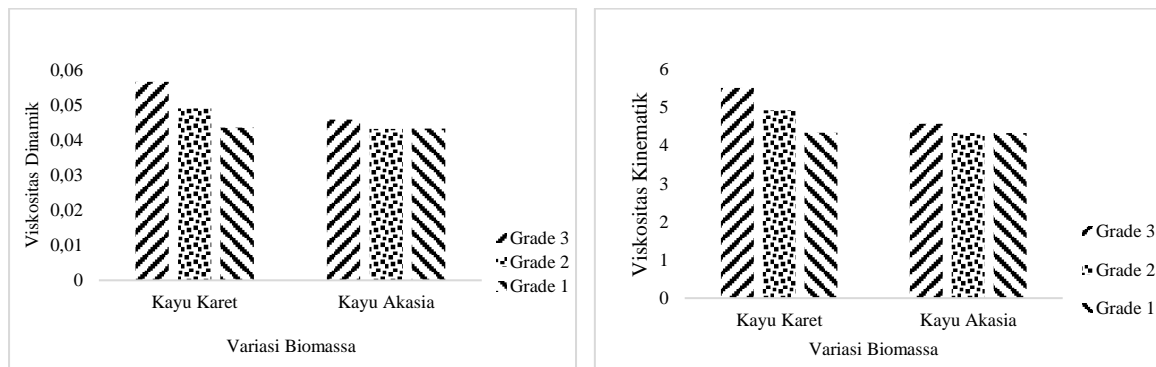 Viskositas Dinamik
0,06
0,05
0,04
0,03
0,02
0,01
0
Kayu Karet
Kayu Akasia
Variasi Biomassa
Grade 3
Grade 2
Grade 1
Viskositas Kinematik
6
5
4
3
2
1
0
Kayu Karet
Kayu Akasia
Variasi Biomassa
Grade 3
Grade 2
Grade 1